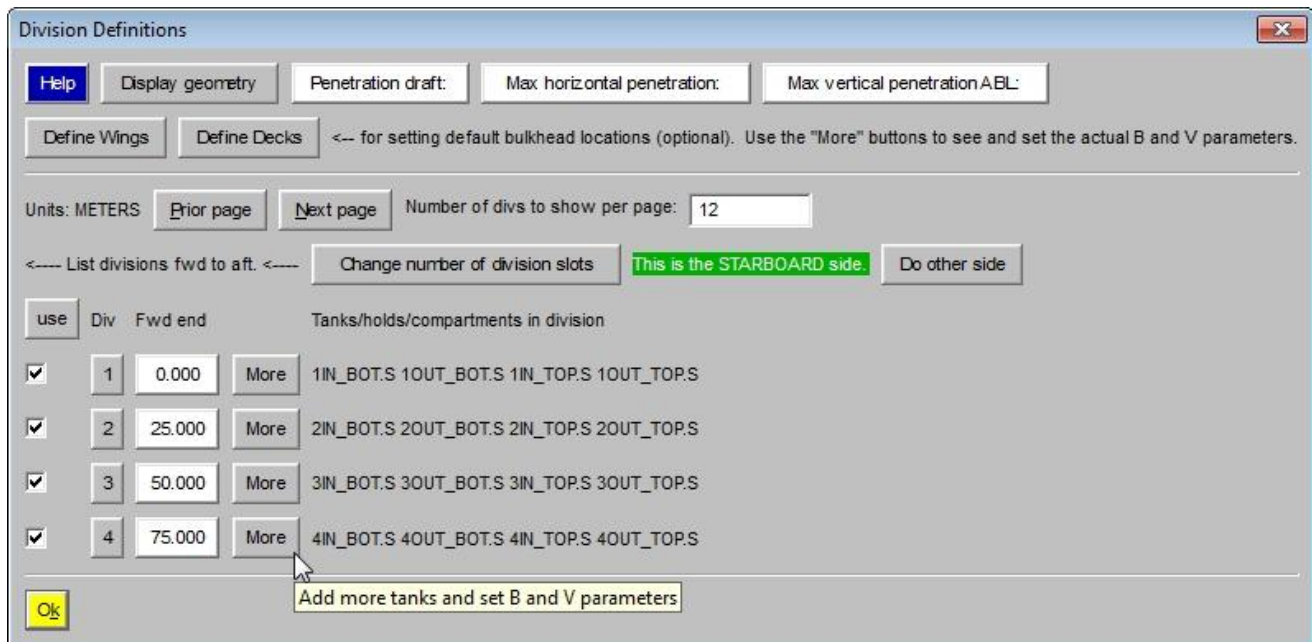 Division Definitions
Help Display geometry Penetration draft: Max horizontal penetration: Max vertical penetration ABL:
Define Wings Define Decks <-- for setting default bulkhead locations (optional). Use the "More" buttons to see and set the actual B and V parameters.
Units: METERS Prior page Next page Number of divs to show per page: 12
<---- List divisions fwd to aft. <---- Change number of division slots This is the STARBOARD side. Do other side
use Div Fwd end Tanks/holds/compartments in division
1 0.000 More 1IN_BOT.S 1OUT_BOT.S 1IN_TOP.S 1OUT_TOP.S
2 25.000 More 2IN_BOT.S 2OUT_BOT.S 2IN_TOP.S 2OUT_TOP.S
3 50.000 More 3IN_BOT.S 3OUT_BOT.S 3IN_TOP.S 3OUT_TOP.S
4 75.000 More 4IN_BOT.S 4OUT_BOT.S 4IN_TOP.S 4OUT_TOP.S
Add more tanks and set B and V parameters
Ok